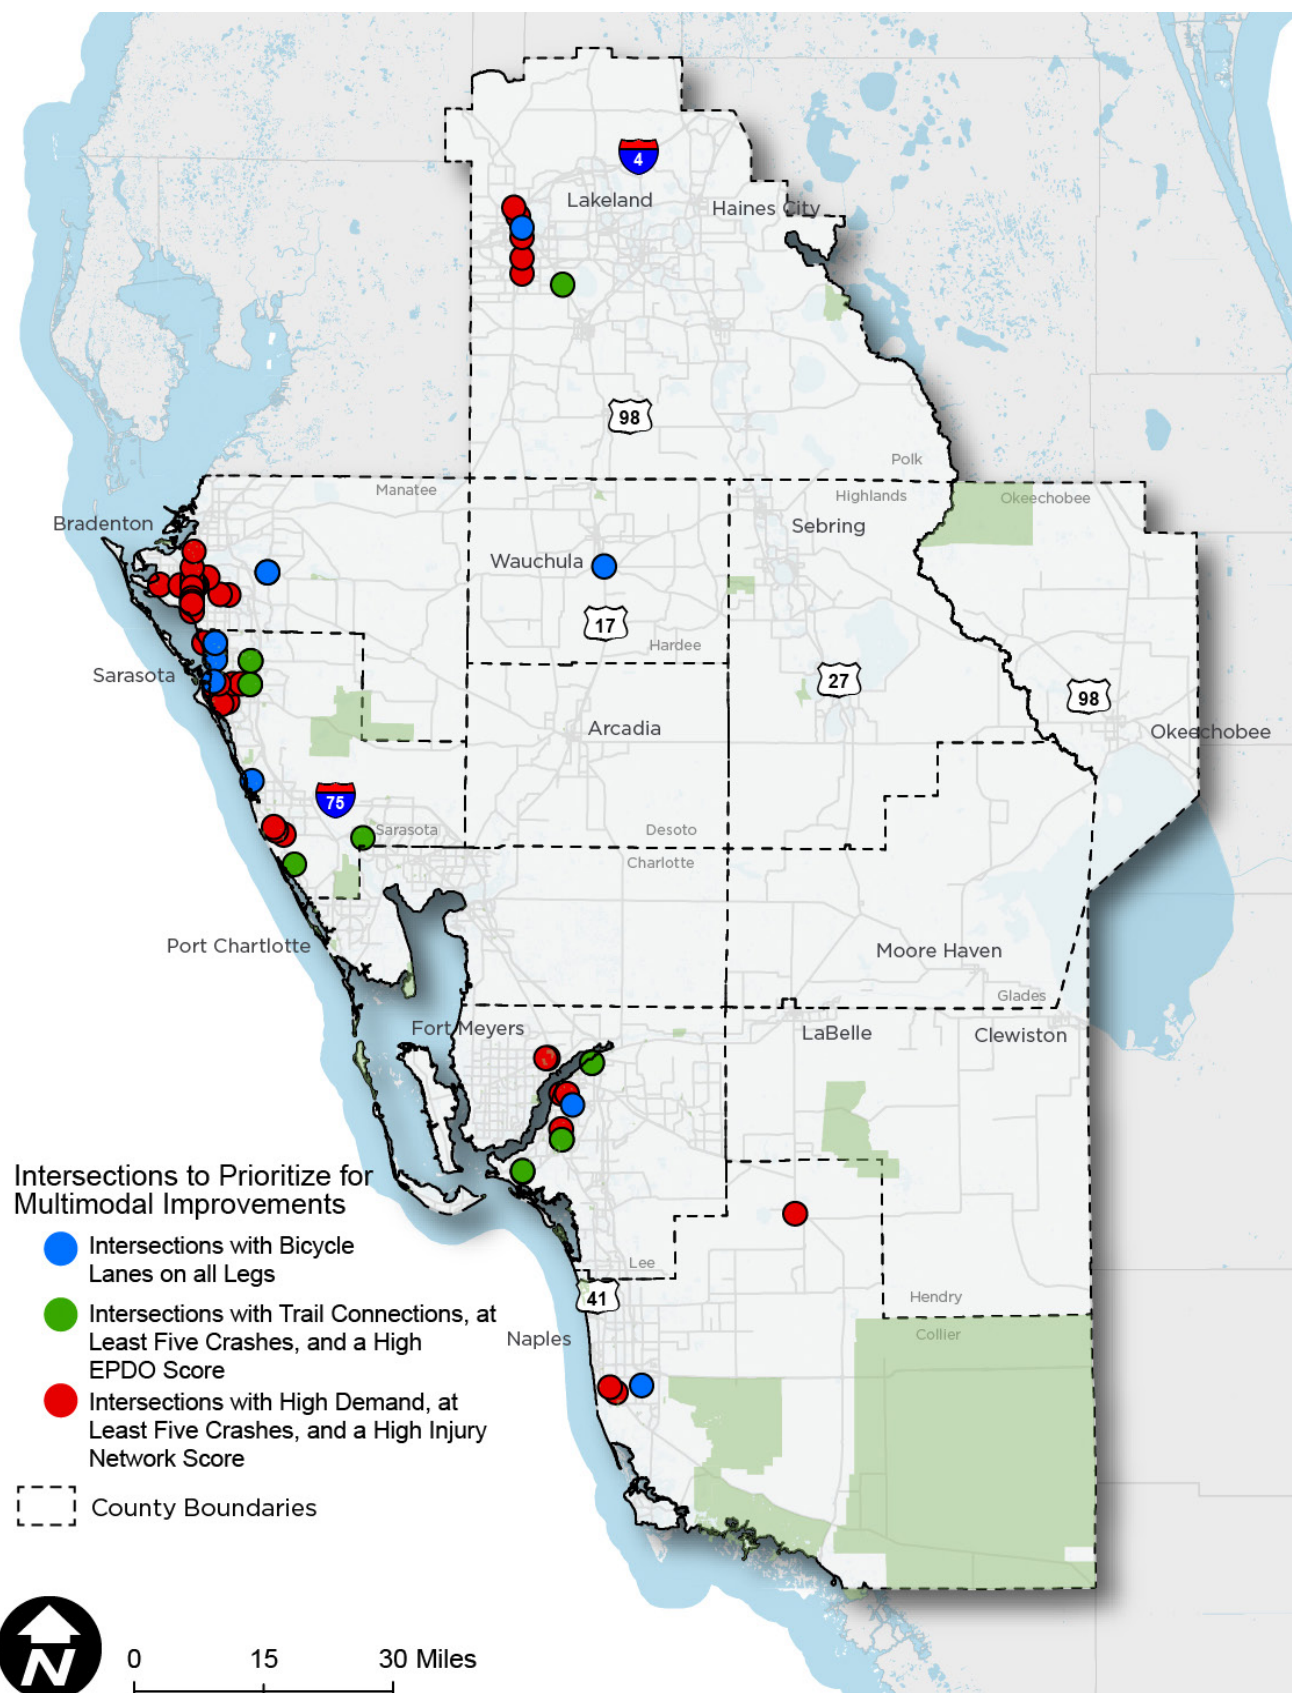 4
Lakeland
Haines City
98
Polk
Manatee
Highlands
Okeechobee
Bradenton
Sebring
Wauchula
17
Hardee
Sarasota
27
98
Arcadia
Okeechobee
75
Sarasota
Desoto
Charlotte
Port Chartlotte
Moore Haven
Glades
Fort Meyers
LaBelle
Clewiston
Intersections to Prioritize for
Multimodal Improvements
Intersections with Bicycle
Lanes on all Legs
Intersections with Trail Connections, at
Least Five Crashes, and a High
EPDO Score
Intersections with High Demand, at
Least Five Crashes, and a High Injury
Network Score
County Boundaries
Lee
41
Hendry
Naples
Collier
N
0 15 30 Miles